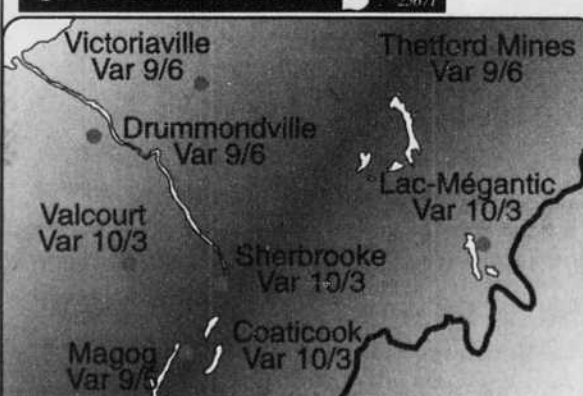 Victoriaville
Var 9/6
Thetford Mines
Var 9/6
Drummondville
Var 9/6
Lac-Mégantic
Var 10/3
Valcourt
Var 10/3
Sherbrooke
Var 10/3
Coaticook
Var 10/3
Magog
Var 9/5